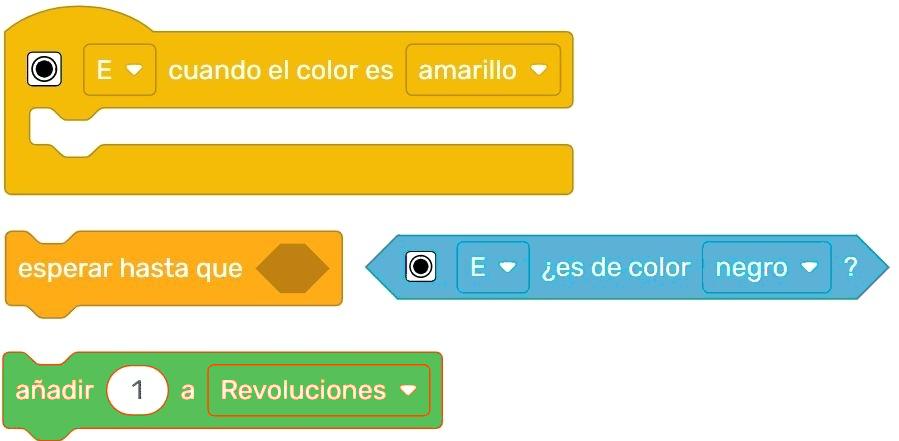 E cuando el color es amarillo
esperar hasta que
E ¿es de color negro ?
añadir 1 a Revoluciones